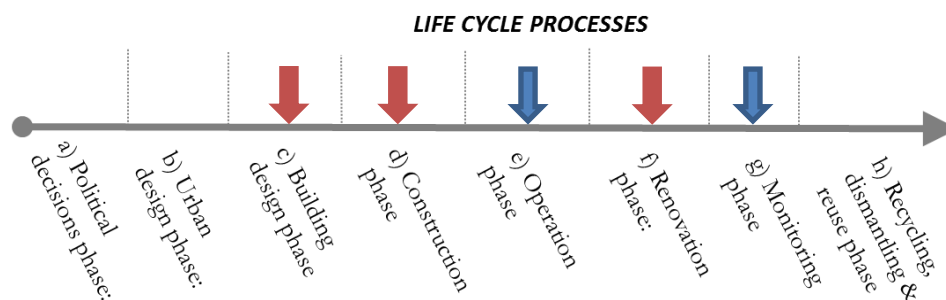 LIFE CYCLE PROCESSES
a) Political
decisions phase:
b) Urban
design phase:
c) Building
design phase
d) Construction
phase
e) Operation
phase
f) Renovation
phase:
g) Monitoring
phase
h) Recycling,
dismantling &
reuse phase